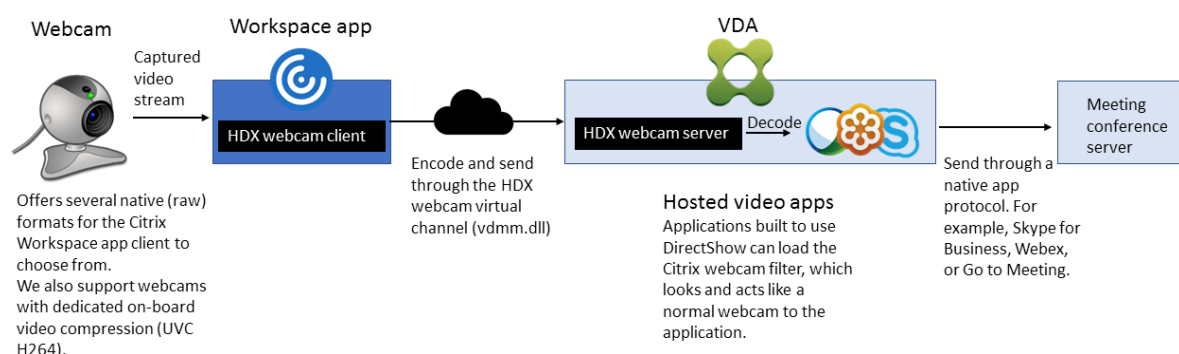 Webcam
Workspace app
VDA
Captured
video
stream
HDX webcam client
HDX webcam server
Decode
S
Meeting
conference
server
Offers several native (raw)
formats for the Citrix
Workspace app client to
choose from.
We also support webcams
with dedicated on-board
video compression (UVC
H264).
Encode and send
through the HDX
webcam virtual
channel (vdmm.dll)
Hosted video apps
Applications built to use
DirectShow can load the
Citrix webcam filter, which
looks and acts like a
normal webcam to the
application.
Send through a
native app
protocol. For
example, Skype for
Business, Webex,
or Go to Meeting.